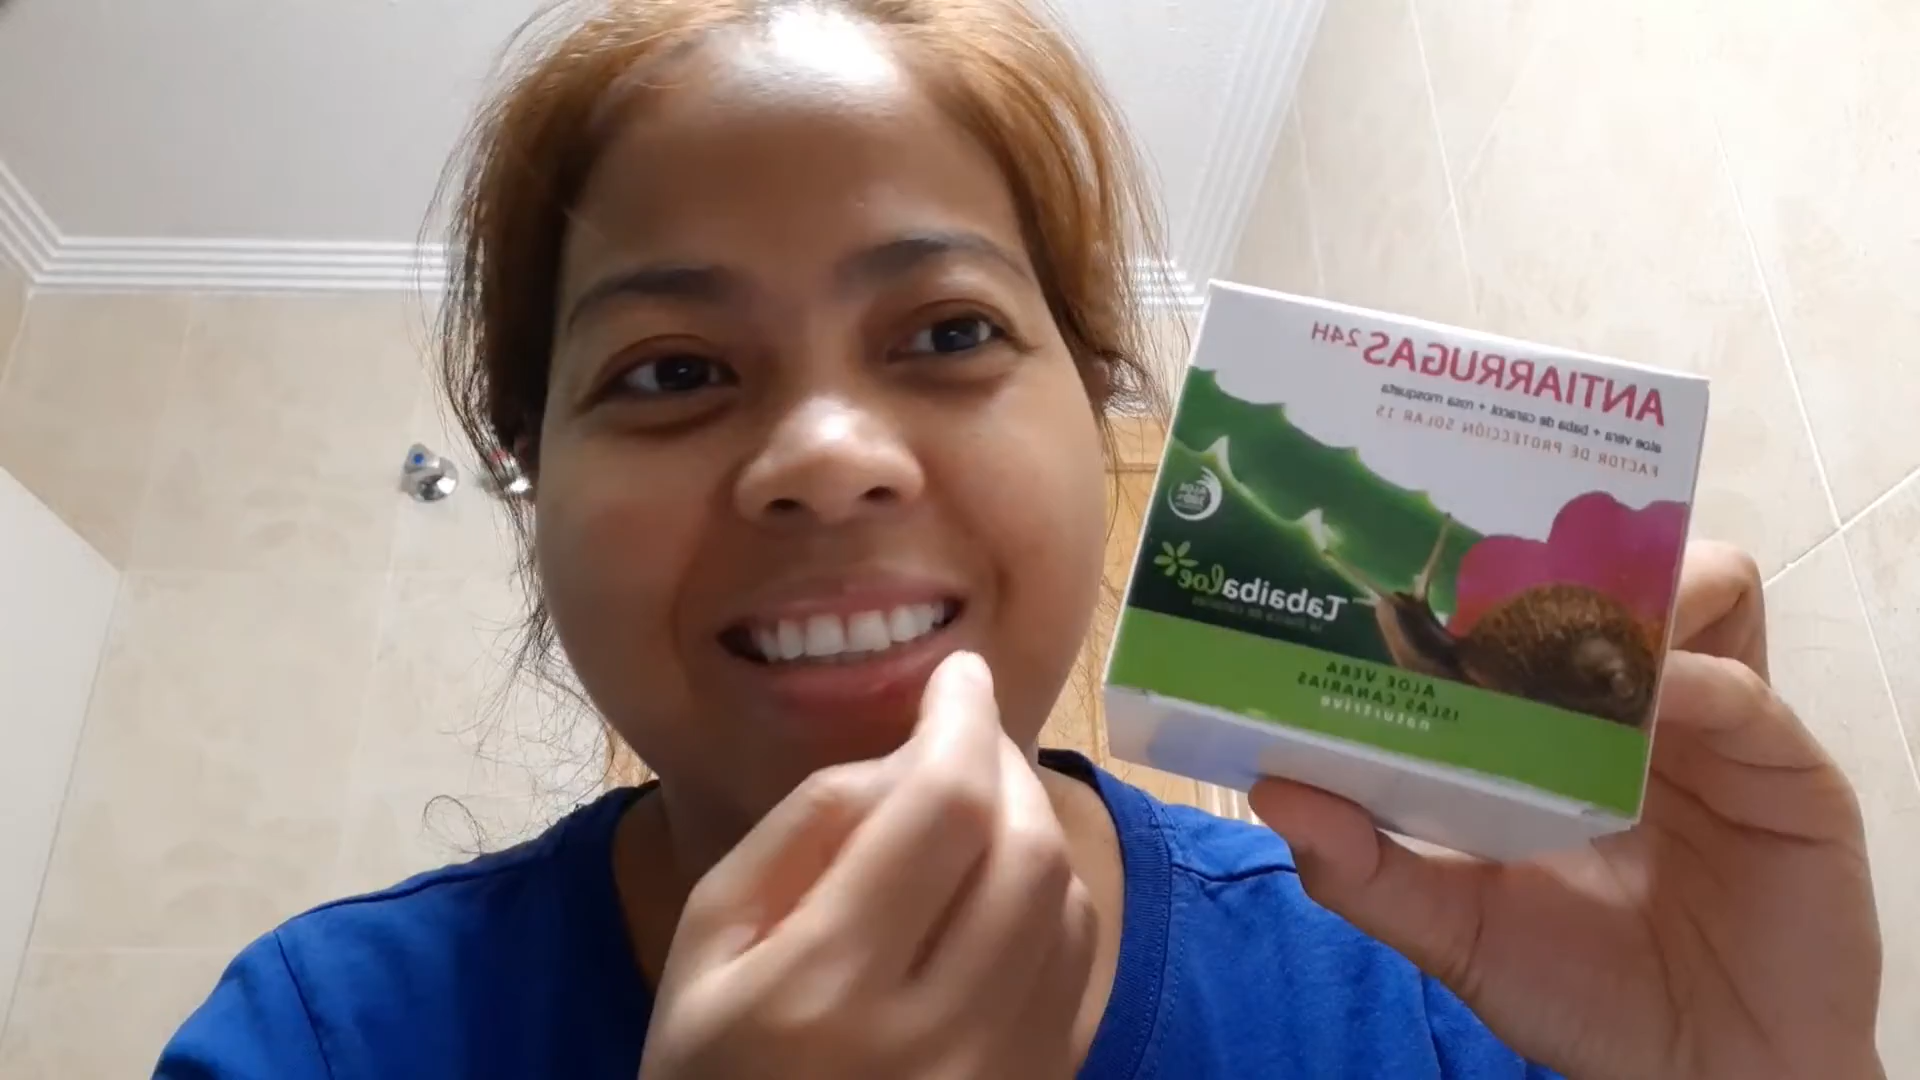 ANTIARRUGAS 24H
aloe vera + baba de caracol + rosa mosqueta
FACTOR DE PROTECCIÓN SOLAR 15
Tabaibaloe
ALOE VERA
ISLAS CANARIAS